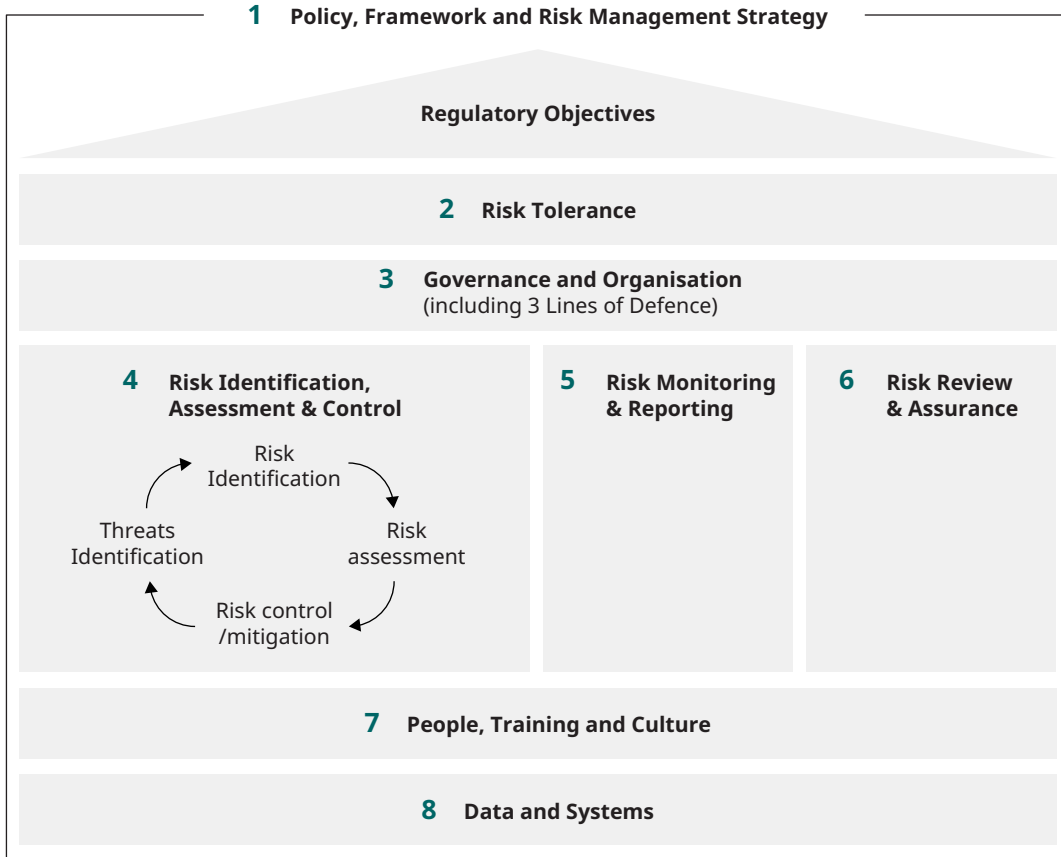 1 Policy, Framework and Risk Management Strategy
Regulatory Objectives
2 Risk Tolerance
3 Governance and Organisation
(including 3 Lines of Defence)
4 Risk Identification,
Assessment & Control
Risk
Identification
Risk
assessment
Risk control
/mitigation
Threats
Identification
5 Risk Monitoring
& Reporting
6 Risk Review
& Assurance
7 People, Training and Culture
8 Data and Systems